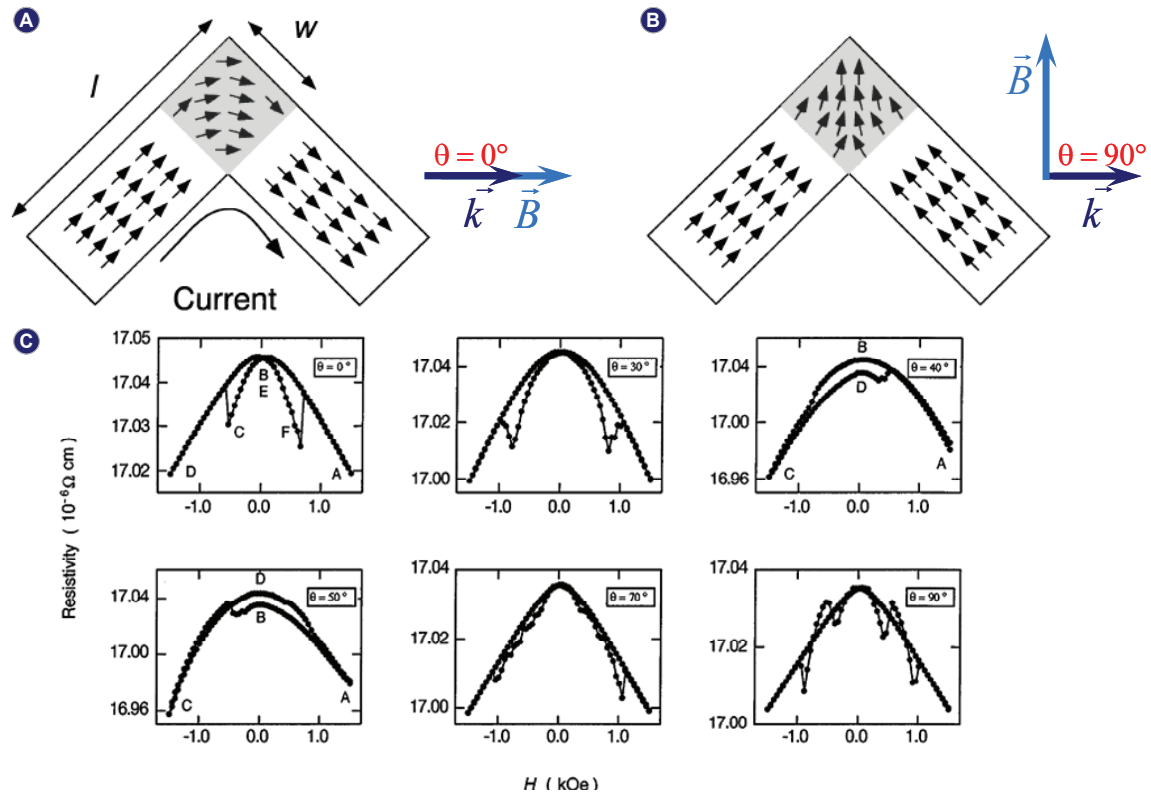 A
l
w
θ = 0°
k
B
Current
B
B
θ = 90°
k
C
Resistivity ( 10⁻⁶Ω cm )
17.05
17.04
17.03
17.02
-1.0 0.0 1.0
θ = 0°
B
E
C
F
D
A
17.04
17.02
17.00
-1.0 0.0 1.0
θ = 30°
17.04
17.00
16.96
-1.0 0.0 1.0
θ = 40°
B
D
C
A
17.04
17.00
16.96
-1.0 0.0 1.0
θ = 50°
D
B
C
A
17.04
17.02
17.00
-1.0 0.0 1.0
θ = 70°
17.04
17.02
17.00
-1.0 0.0 1.0
θ = 90°
H ( kOe )